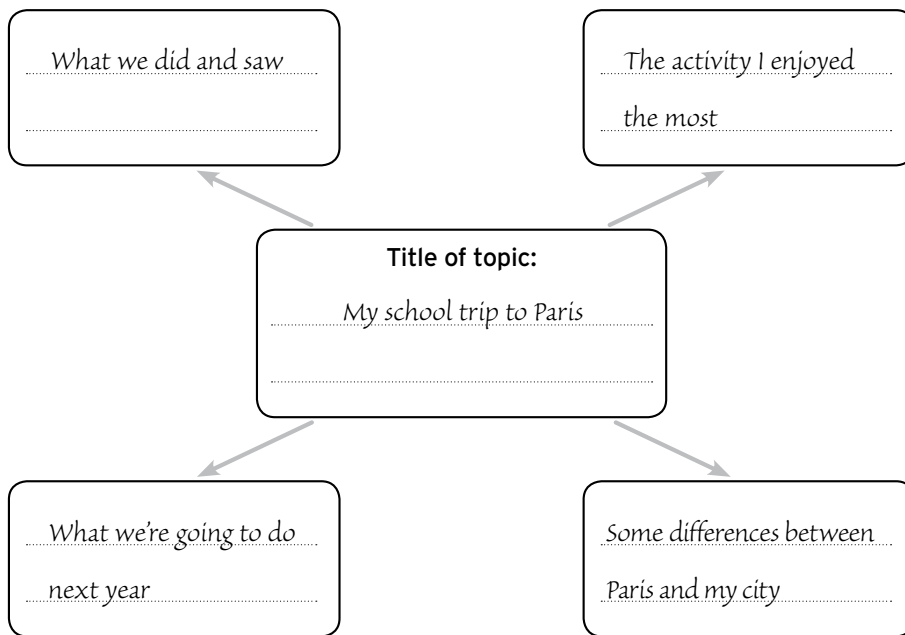 What we did and saw
The activity I enjoyed
the most
Title of topic:
My school trip to Paris
What we're going to do
next year
Some differences between
Paris and my city